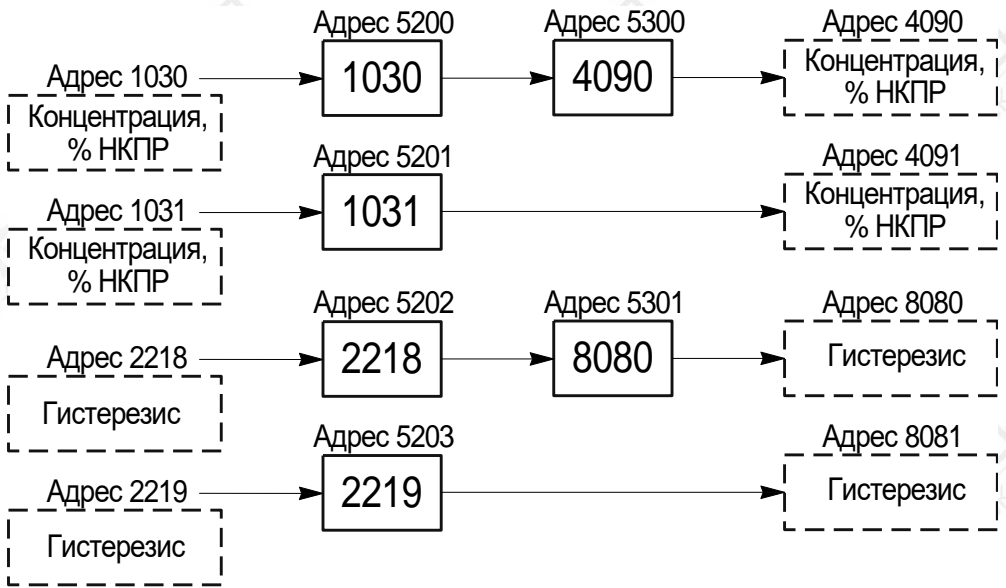 Адрес 5200
Адрес 5300
Адрес 4090
Адрес 1030
1030
4090
Концентрация,
% НКПР
Концентрация,
% НКПР
Адрес 5201
Адрес 4091
Адрес 1031
1031
Концентрация,
% НКПР
Концентрация,
% НКПР
Адрес 5202
Адрес 5301
Адрес 8080
Адрес 2218
2218
8080
Гистерезис
Гистерезис
Адрес 5203
Адрес 8081
Адрес 2219
2219
Гистерезис
Гистерезис